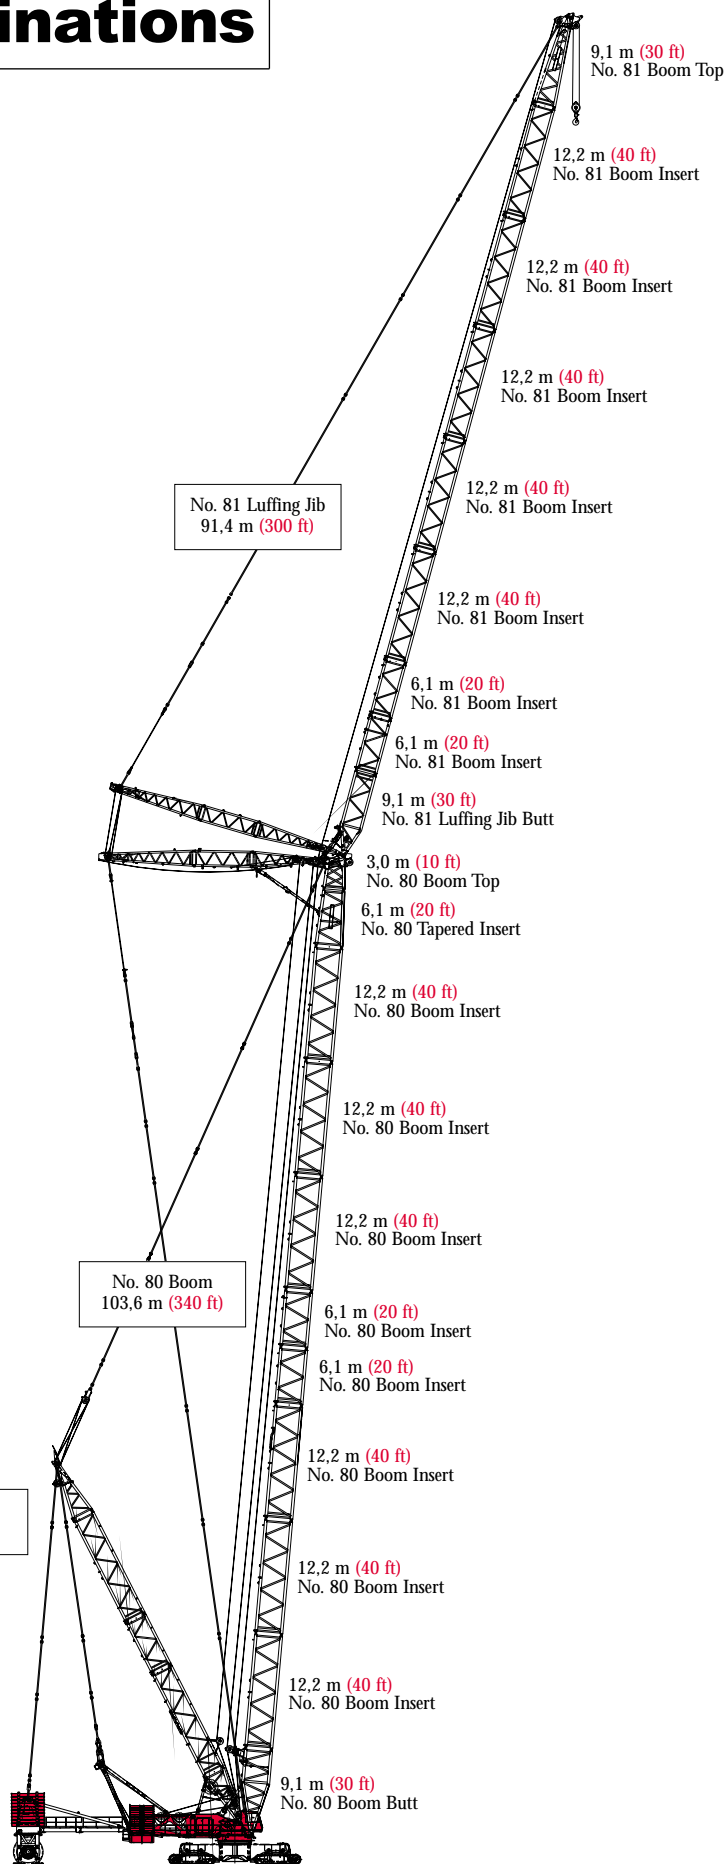 inations
9,1 m (30 ft)
No. 81 Boom Top
12,2 m (40 ft)
No. 81 Boom Insert
12,2 m (40 ft)
No. 81 Boom Insert
12,2 m (40 ft)
No. 81 Boom Insert
12,2 m (40 ft)
No. 81 Boom Insert
No. 81 Luffing Jib
91,4 m (300 ft)
12,2 m (40 ft)
No. 81 Boom Insert
6,1 m (20 ft)
No. 81 Boom Insert
6,1 m (20 ft)
No. 81 Boom Insert
9,1 m (30 ft)
No. 81 Luffing Jib Butt
3,0 m (10 ft)
No. 80 Boom Top
6,1 m (20 ft)
No. 80 Tapered Insert
12,2 m (40 ft)
No. 80 Boom Insert
12,2 m (40 ft)
No. 80 Boom Insert
12,2 m (40 ft)
No. 80 Boom Insert
No. 80 Boom
103,6 m (340 ft)
6,1 m (20 ft)
No. 80 Boom Insert
6,1 m (20 ft)
No. 80 Boom Insert
12,2 m (40 ft)
No. 80 Boom Insert
12,2 m (40 ft)
No. 80 Boom Insert
12,2 m (40 ft)
No. 80 Boom Insert
9,1 m (30 ft)
No. 80 Boom Butt